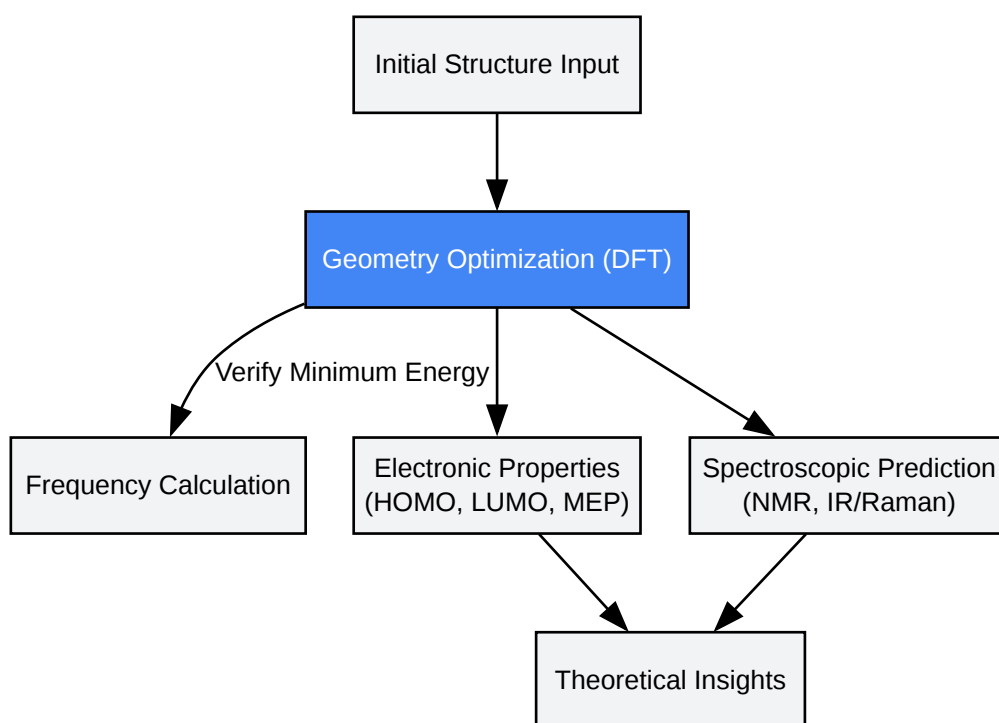 Initial Structure Input
Geometry Optimization (DFT)
Verify Minimum Energy
Frequency Calculation
Electronic Properties
(HOMO, LUMO, MEP)
Spectroscopic Prediction
(NMR, IR/Raman)
Theoretical Insights